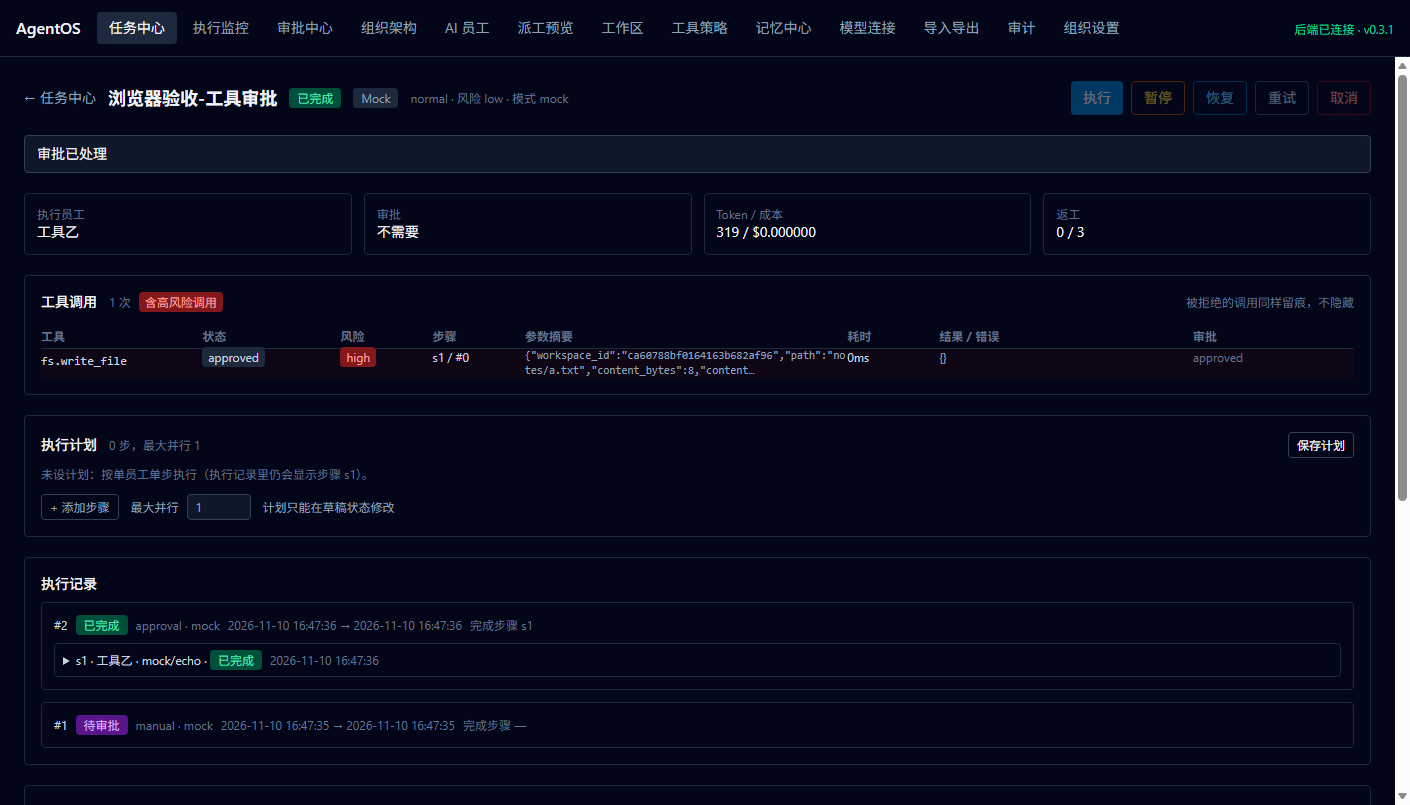 AgentOS 任务中心 执行监控 审批中心 组织架构 AI 员工 派工预览 工作区 工具策略 记忆中心 模型连接 导入导出 审计 组织设置 后端已连接 · v0.3.1
← 任务中心 浏览器验收-工具审批 已完成 Mock normal · 风险 low · 模式 mock 执行 暂停 恢复 重试 取消
审批已处理
执行员工 审批 Token / 成本 返工
工具乙 不需要 319 / $0.000000 0 / 3
工具调用 1 次 含高风险调用 被拒绝的调用同样留痕，不隐藏
工具 状态 风险 步骤 参数摘要 耗时 结果 / 错误 审批
fs.write_file approved high s1 / #0 {"workspace_id":"ca60788bf0164163b682af96","path":"no 0ms {} approved
tes/a.txt","content_bytes":8,"content…
执行计划 0 步，最大并行 1 保存计划
未设计划：按单员工单步执行（执行记录里仍会显示步骤 s1）。
+ 添加步骤 最大并行 1 计划只能在草稿状态修改
执行记录
#2 已完成 approval · mock 2026-11-10 16:47:36 → 2026-11-10 16:47:36 完成步骤 s1
▶ s1 · 工具乙 · mock/echo · 已完成 2026-11-10 16:47:36
#1 待审批 manual · mock 2026-11-10 16:47:35 → 2026-11-10 16:47:35 完成步骤 —